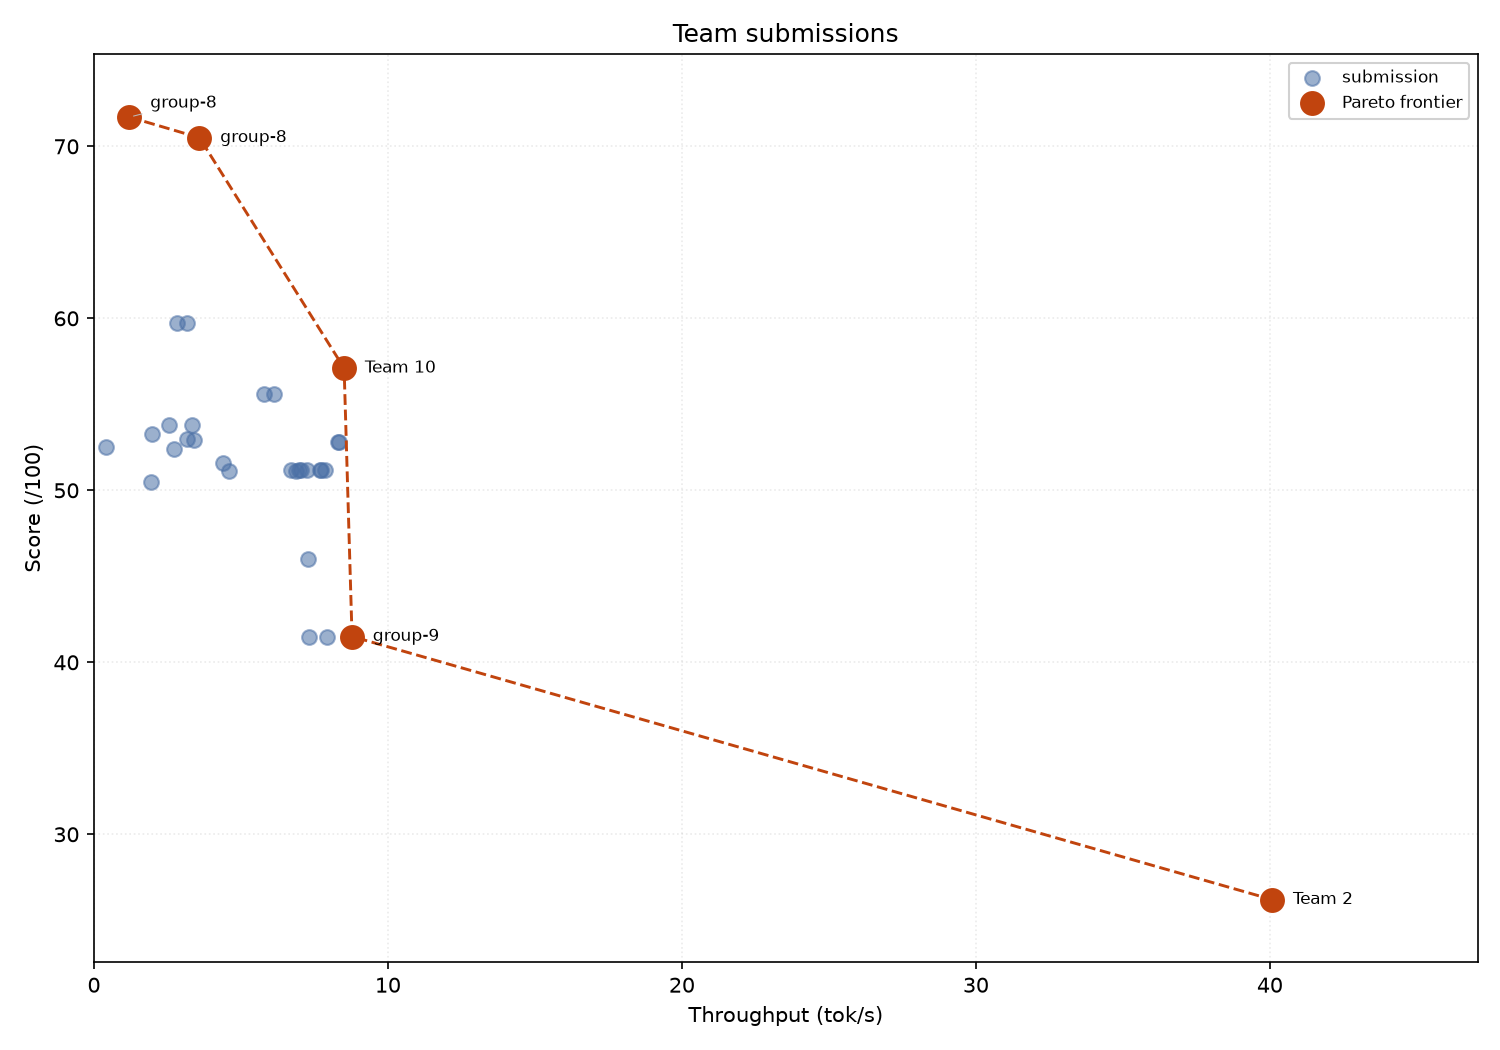 Team submissions
submission
Pareto frontier
group-8
group-8
Team 10
group-9
Team 2
70
60
50
40
30
Score (/100)
0
10
20
30
40
Throughput (tok/s)